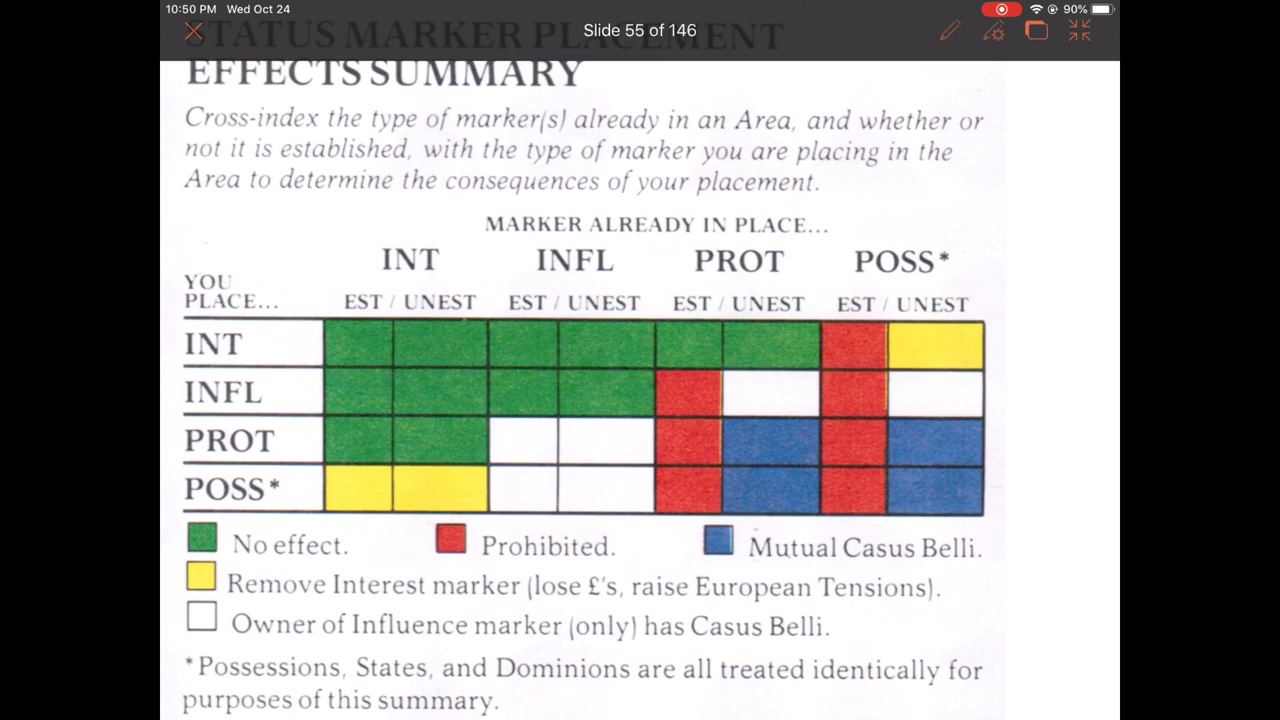 10:50 PM Wed Oct 24
90%
Slide 55 of 146
STATUS MARKER PLACEMENT
EFFECTS SUMMARY
Cross-index the type of marker(s) already in an Area, and whether or
not it is established, with the type of marker you are placing in the
Area to determine the consequences of your placement.
MARKER ALREADY IN PLACE...
INT INFL PROT POSS*
YOU
PLACE...
EST / UNEST EST / UNEST EST / UNEST EST / UNEST
INT
INFL
PROT
POSS*
No effect. Prohibited. Mutual Casus Belli.
Remove Interest marker (lose £'s, raise European Tensions).
Owner of Influence marker (only) has Casus Belli.
*Possessions, States, and Dominions are all treated identically for
purposes of this summary.